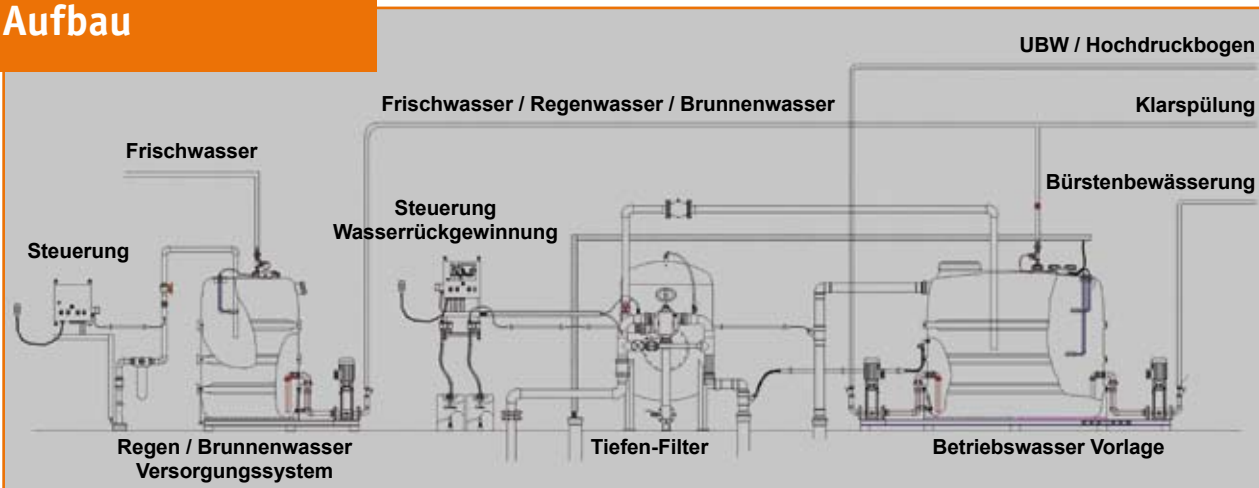 Aufbau
UBW / Hochdruckbogen
Frischwasser / Regenwasser / Brunnenwasser
Klarspülung
Frischwasser
Bürstenbewässerung
Steuerung
Wasserrückgewinnung
Steuerung
Regen / Brunnenwasser
Versorgungssystem
Tiefen-Filter
Betriebswasser Vorlage